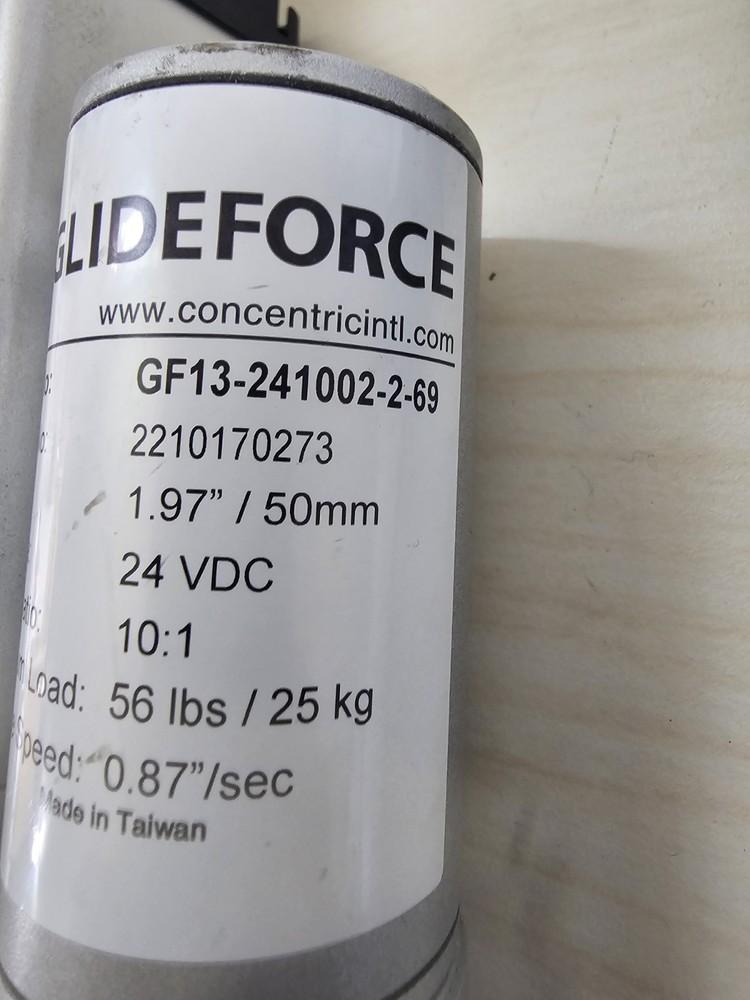 GLIDEFORCE
www.concentricintl.com
o: GF13-241002-2-69
o: 2210170273
1.97” / 50mm
24 VDC
atio: 10:1
m Load: 56 lbs / 25 kg
Speed: 0.87”/sec
Made in Taiwan